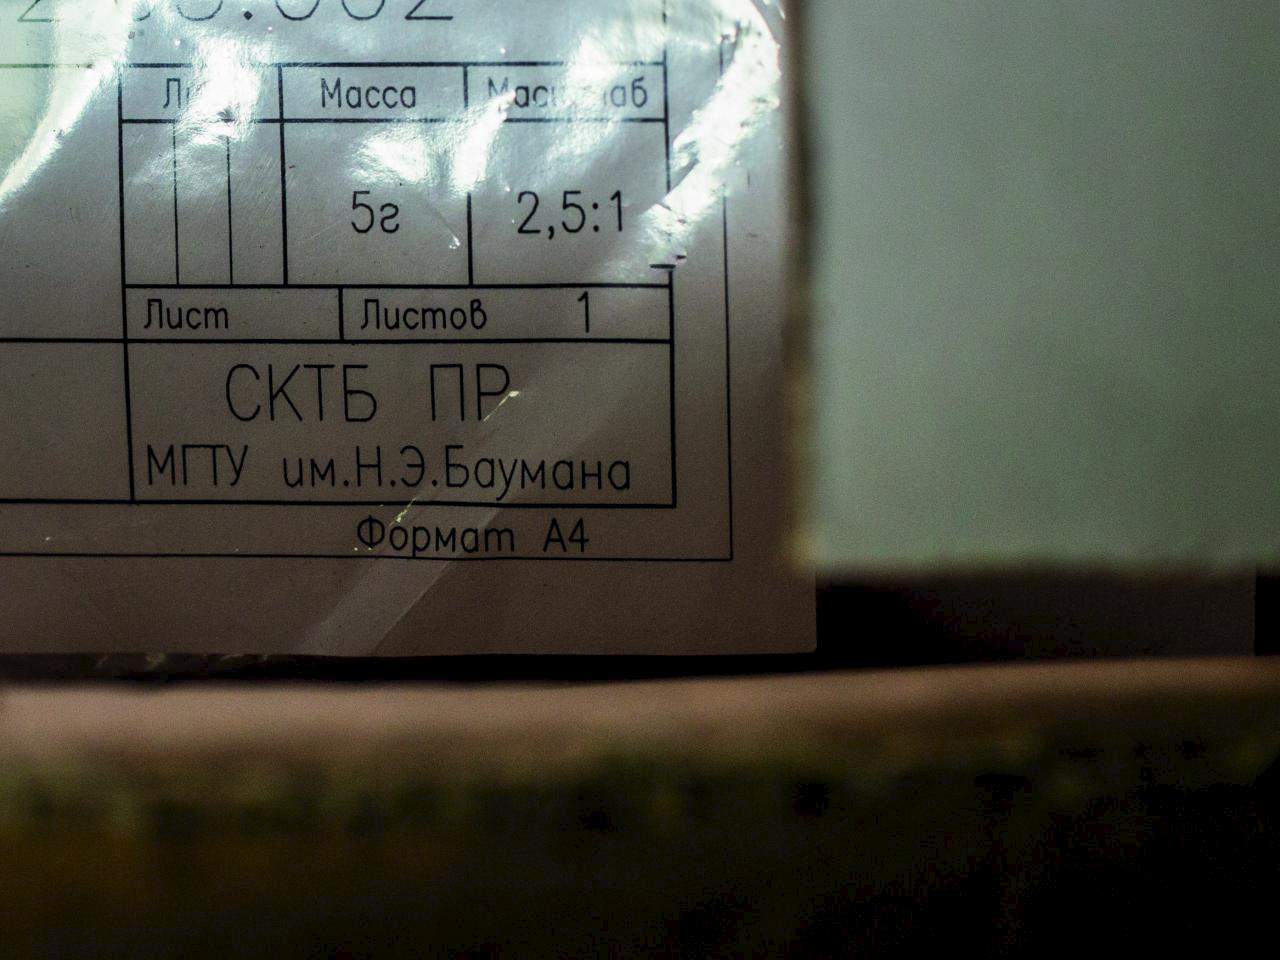 Масса
5г 2,5:1
Лист Листов 1
СКТБ ПР
МГТУ им.Н.Э.Баумана
Формат А4